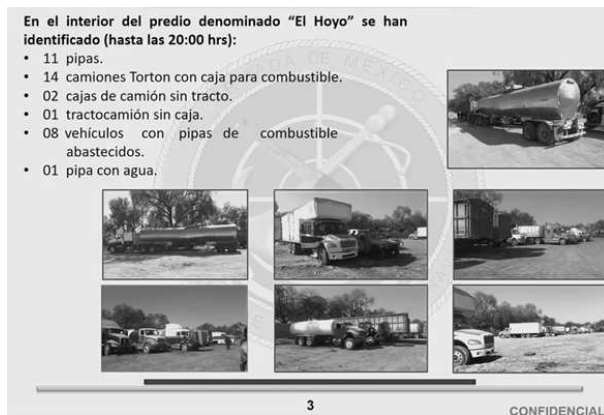 En el interior del predio denominado “El Hoyo” se han
identificado (hasta las 20:00 hrs):
• 11 pipas.
• 14 camiones Torton con caja para combustible.
• 02 cajas de camión sin tracto.
• 01 tractocamión sin caja.
• 08 vehículos con pipas de combustible
abastecidos.
• 01 pipa con agua.
3
CONFIDENCIAL